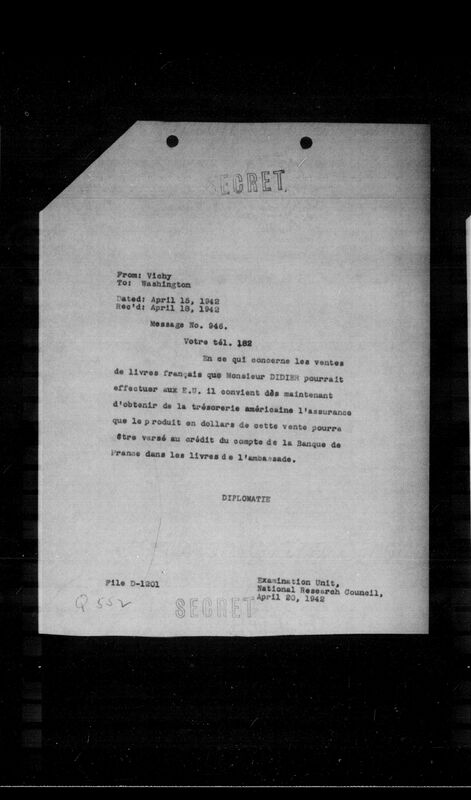 SECRET
From: Vichy
To: Washington
Dated: April 15, 1942
Rec'd: April 18, 1942
Message No. 946.
Votre tél. 182
En ce qui concerne les ventes
de livres français que Monsieur DIDIER pourrait
effectuer aux E.U. il convient dès maintenant
d'obtenir de la trésorerie américaine l'assurance
que le produit en dollars de cette vente pourra
être versé au crédit du compte de la Banque de
France dans les livres de l'ambassade.
DIPLOMATIE
File D-1201
Examination Unit,
National Research Council,
April 20, 1942
Q 552
SECRET